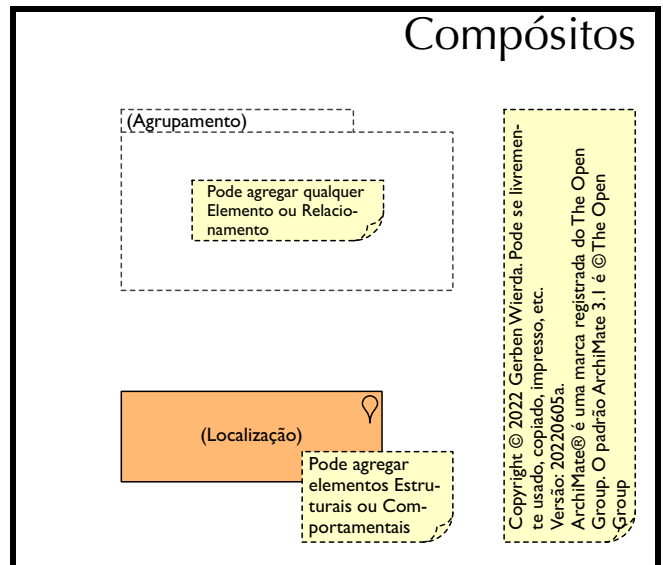 Compósitos
(Agrupamento)
Pode agregar qualquer
Elemento ou Relacio-
namento
(Localização)
Pode agregar
elementos Estru-
turais ou Com-
portamentais
Copyright © 2022 Gerben Wierda. Pode se livremen-
te usado, copiado, impresso, etc.
Versão: 20220605a.
ArchiMate® é uma marca registrada do The Open
Group. O padrão ArchiMate 3.1 é © The Open
Group